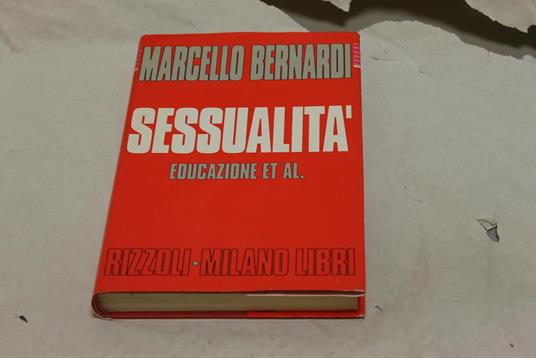 MARCELLO BERNARDI
SESSUALITA'
EDUCAZIONE ET AL.
RIZZOLI • MILANO LIBRI